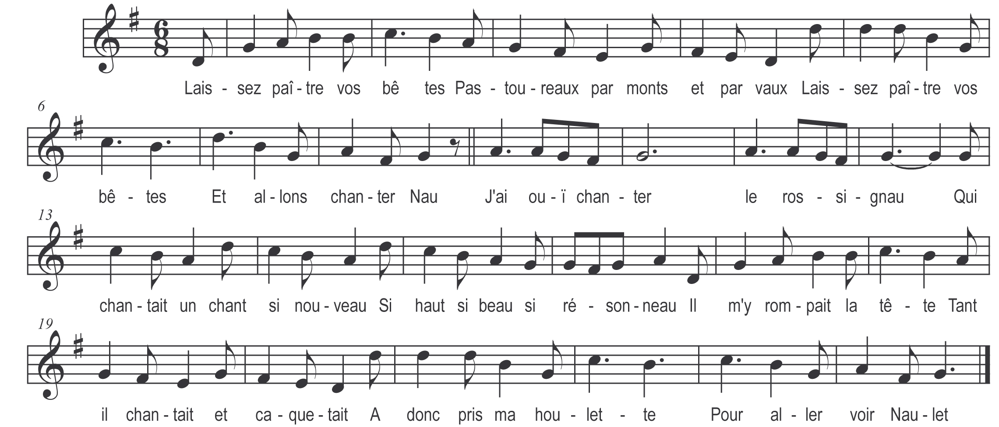 Lais - sez paî - tre vos bê tes Pas - tou - reaux par monts et par vaux Lais - sez paî - tre vos
6
bê - tes Et al - lons chan - ter Nau J'ai ou - ï chan - ter le ros - si - gnau Qui
13
chan - tait un chant si nou - veau Si haut si beau si ré - son - neau Il m'y rom - pait la tê - te Tant
19
il chan - tait et ca - que - tait A donc pris ma hou - let - te Pour al - ler voir Nau - let